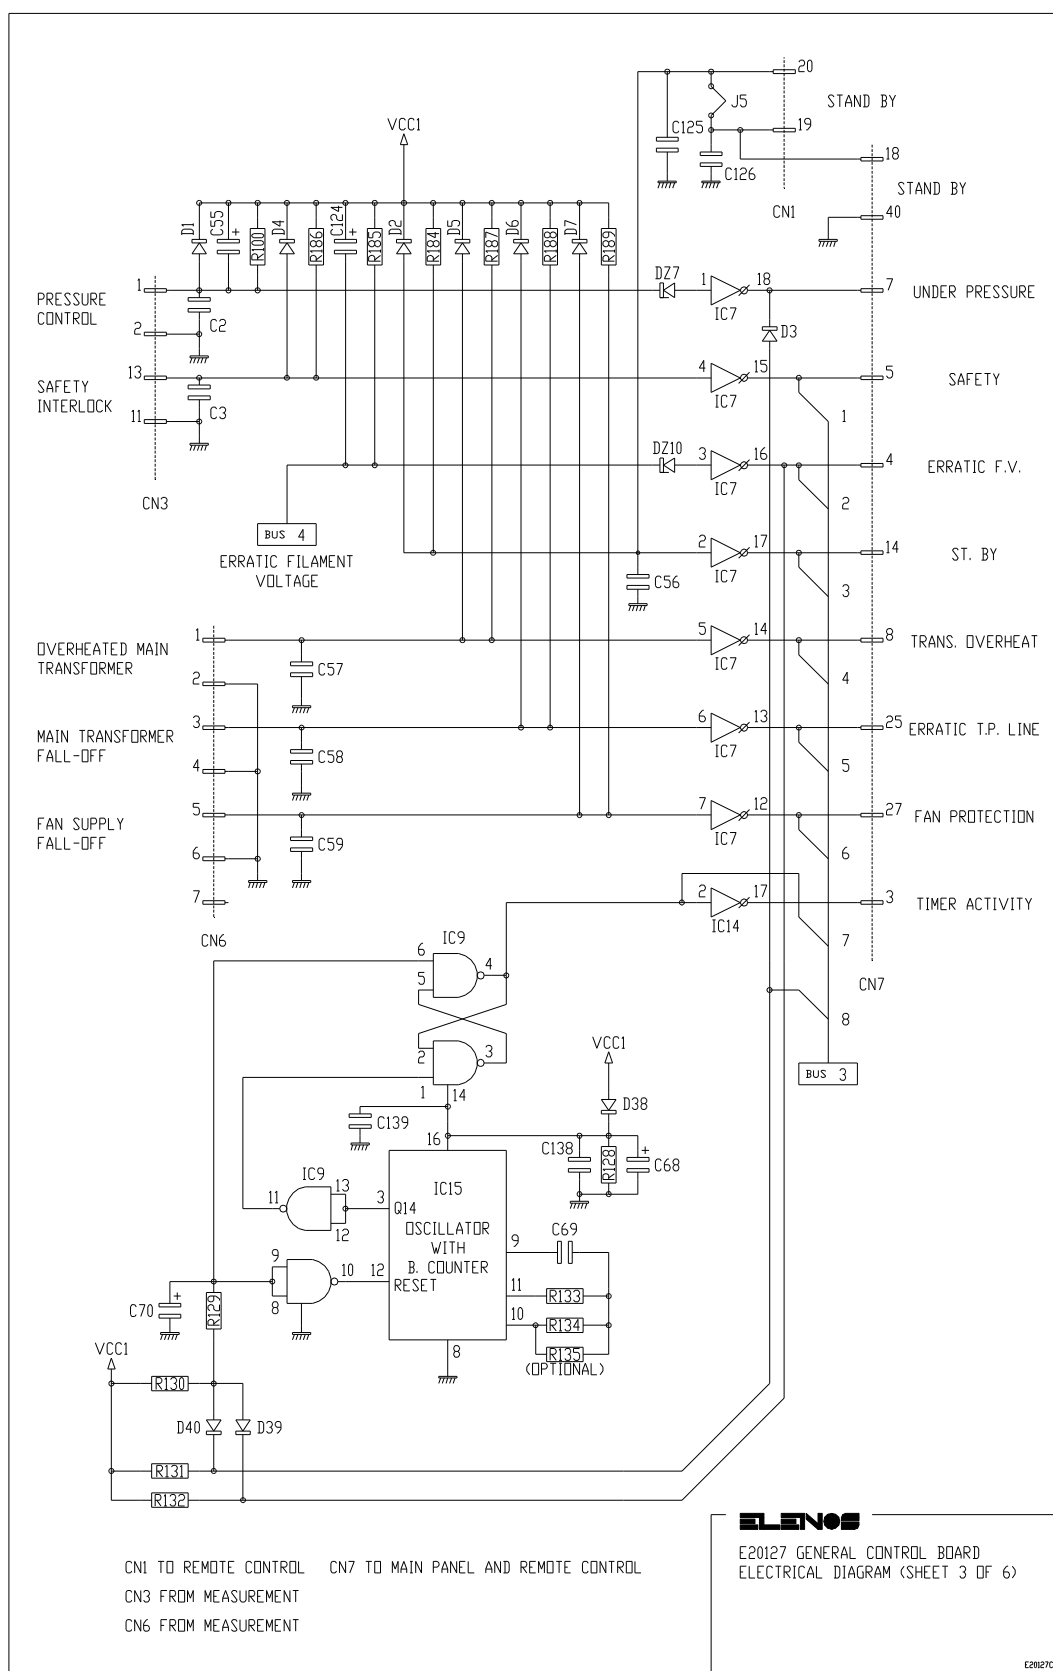 20
J5
STAND BY
19
C125
VCC1
C126
18
STAND BY
40
CN1
D1
C55
+
R100
D4
R186
C124
+
R185
D2
R184
D5
R187
D6
R188
D7
R189
PRESSURE
CONTROL
1
2
C2
DZ7
1
IC7
18
7
UNDER PRESSURE
D3
SAFETY
INTERLOCK
13
11
C3
4
IC7
15
5
SAFETY
1
CN3
DZ10
3
IC7
16
4
ERRATIC F.V.
2
BUS 4
ERRATIC FILAMENT
VOLTAGE
2
IC7
17
14
ST. BY
3
C56
OVERHEATED MAIN
TRANSFORMER
1
2
C57
5
IC7
14
8
TRANS. OVERHEAT
4
MAIN TRANSFORMER
FALL-OFF
3
4
C58
6
IC7
13
25
ERRATIC T.P. LINE
5
FAN SUPPLY
FALL-OFF
5
6
C59
7
IC7
12
27
FAN PROTECTION
6
7
CN6
2
IC14
17
3
TIMER ACTIVITY
7
CN7
8
BUS 3
IC9
6
5
4
2
1
3
14
C139
16
VCC1
D38
C138
R128
+
C68
IC9
11
13
12
3
Q14
IC15
OSCILLATOR
WITH
B. COUNTER
RESET
9
C69
11
R133
10
R134
R135
(OPTIONAL)
8
9
8
10
12
C70
+
R129
VCC1
R130
D40
D39
R131
R132
CN1 TO REMOTE CONTROL CN7 TO MAIN PANEL AND REMOTE CONTROL
CN3 FROM MEASUREMENT
CN6 FROM MEASUREMENT
ELENOS
E20127 GENERAL CONTROL BOARD
ELECTRICAL DIAGRAM (SHEET 3 OF 6)
E20127C